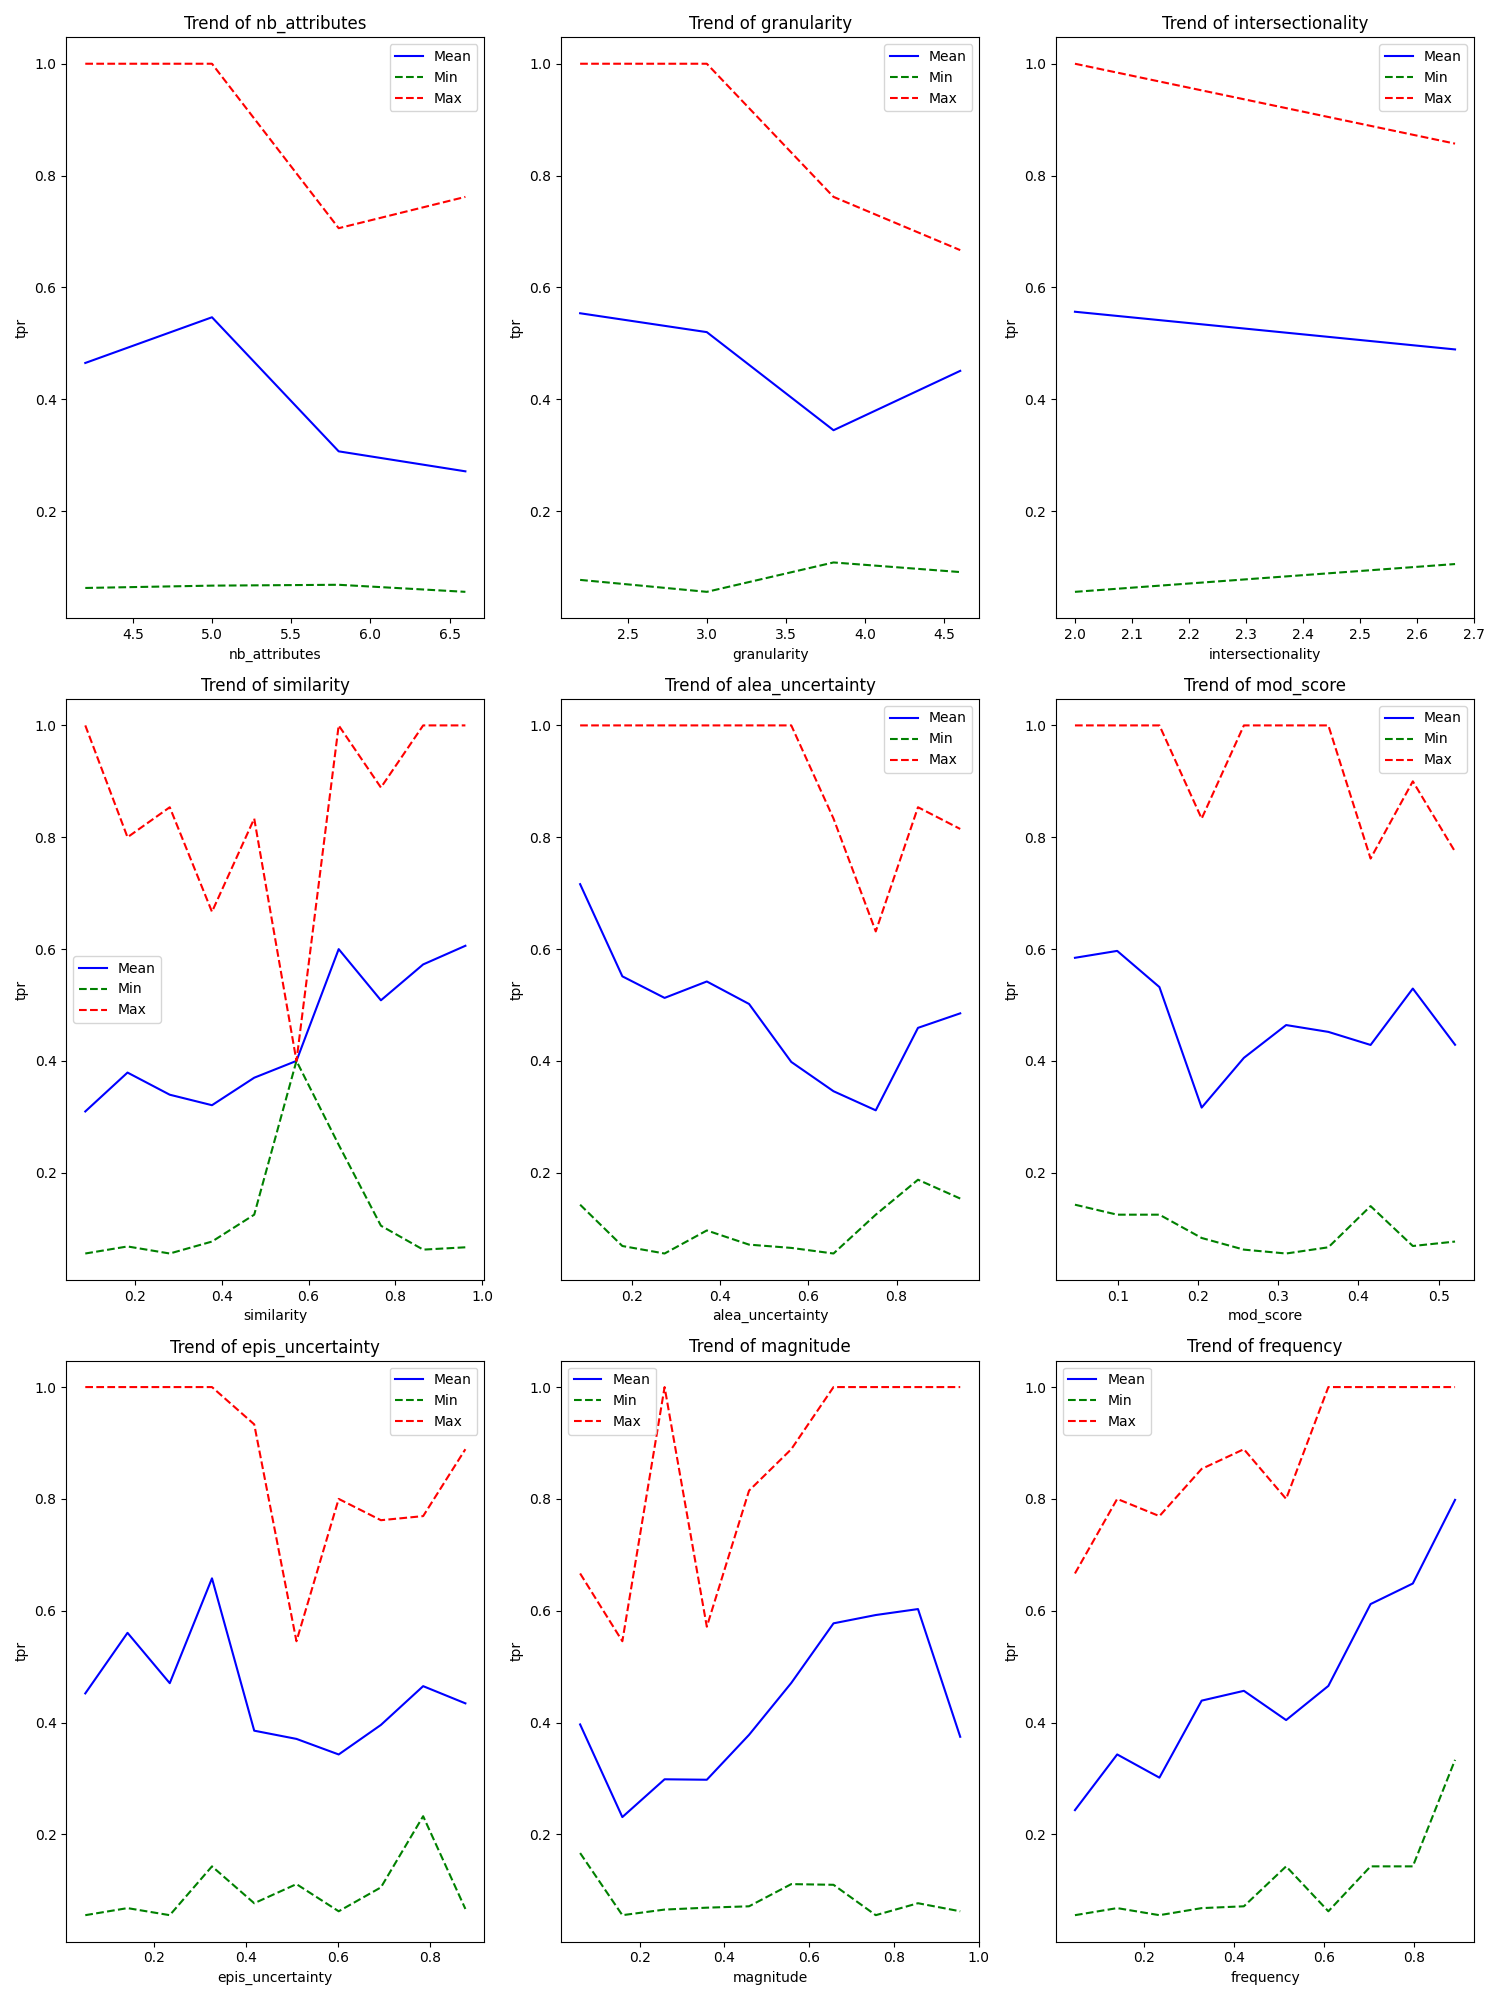 Trend of nb_attributes
1.0
0.8
0.6
0.4
0.2
tpr
Mean
Min
Max
4.5 5.0 5.5 6.0 6.5
nb_attributes
Trend of granularity
1.0
0.8
0.6
0.4
0.2
tpr
Mean
Min
Max
2.5 3.0 3.5 4.0 4.5
granularity
Trend of intersectionality
1.0
0.8
0.6
0.4
0.2
tpr
Mean
Min
Max
2.0 2.1 2.2 2.3 2.4 2.5 2.6 2.7
intersectionality
Trend of similarity
1.0
0.8
0.6
0.4
0.2
tpr
Mean
Min
Max
0.2 0.4 0.6 0.8 1.0
similarity
Trend of alea_uncertainty
1.0
0.8
0.6
0.4
0.2
tpr
Mean
Min
Max
0.2 0.4 0.6 0.8
alea_uncertainty
Trend of mod_score
1.0
0.8
0.6
0.4
0.2
tpr
Mean
Min
Max
0.1 0.2 0.3 0.4 0.5
mod_score
Trend of epis_uncertainty
1.0
0.8
0.6
0.4
0.2
tpr
Mean
Min
Max
0.2 0.4 0.6 0.8
epis_uncertainty
Trend of magnitude
1.0
0.8
0.6
0.4
0.2
tpr
Mean
Min
Max
0.2 0.4 0.6 0.8 1.0
magnitude
Trend of frequency
1.0
0.8
0.6
0.4
0.2
tpr
Mean
Min
Max
0.2 0.4 0.6 0.8
frequency